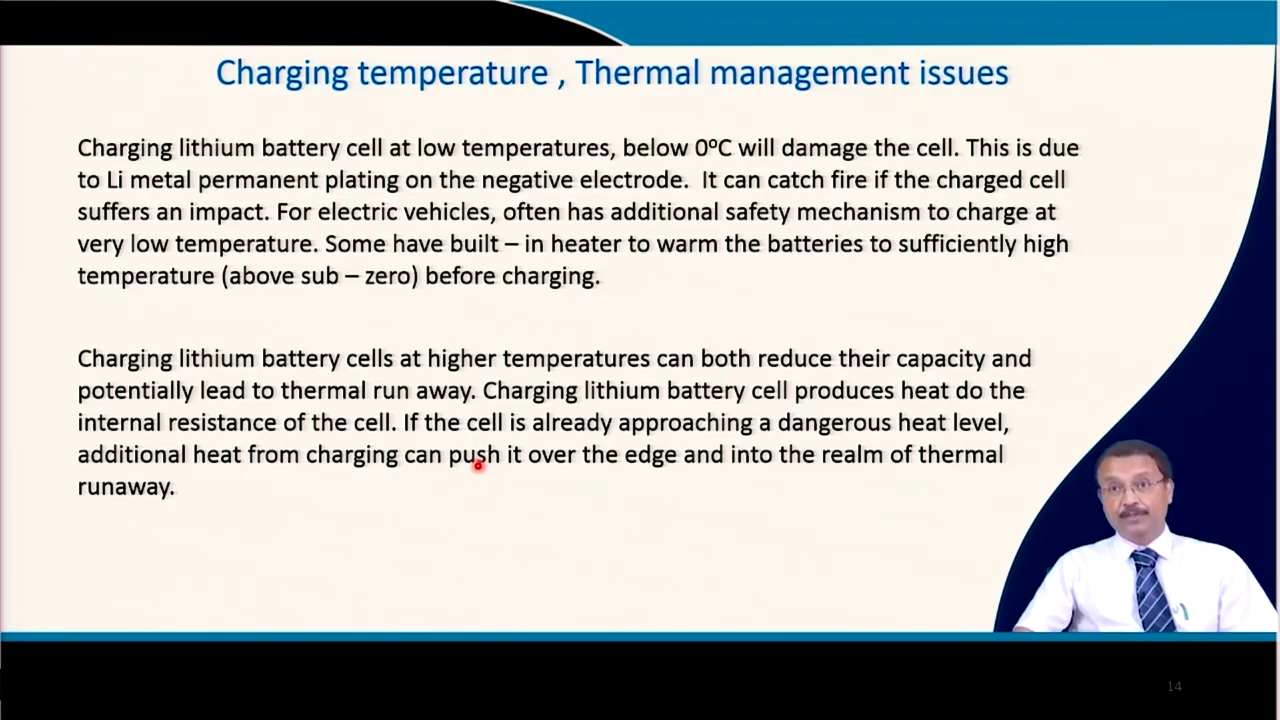 Charging temperature , Thermal management issues
Charging lithium battery cell at low temperatures, below 0°C will damage the cell. This is due
to Li metal permanent plating on the negative electrode. It can catch fire if the charged cell
suffers an impact. For electric vehicles, often has additional safety mechanism to charge at
very low temperature. Some have built – in heater to warm the batteries to sufficiently high
temperature (above sub – zero) before charging.
Charging lithium battery cells at higher temperatures can both reduce their capacity and
potentially lead to thermal run away. Charging lithium battery cell produces heat do the
internal resistance of the cell. If the cell is already approaching a dangerous heat level,
additional heat from charging can push it over the edge and into the realm of thermal
runaway.
14